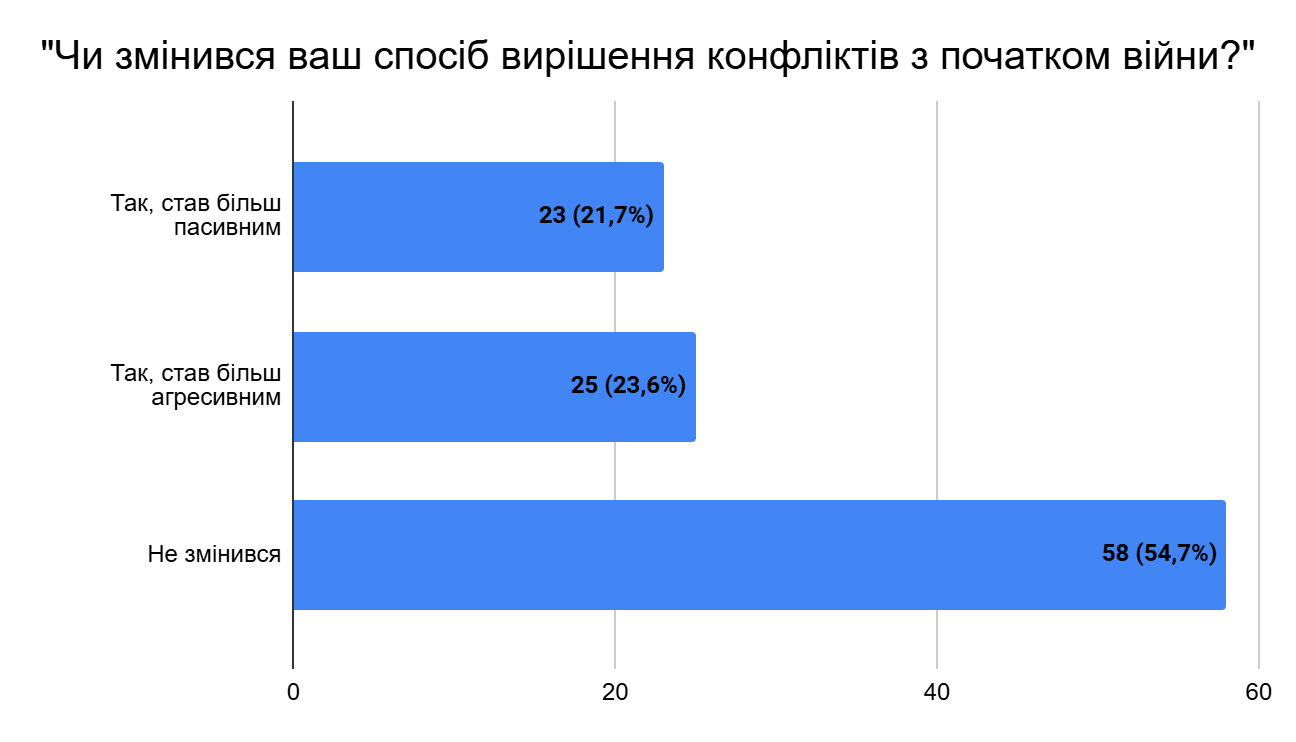 "Чи змінився ваш спосіб вирішення конфліктів з початком війни?"
Так, став більш
пасивним
23 (21,7%)
Так, став більш
агресивним
25 (23,6%)
Не змінився
58 (54,7%)
0
20
40
60